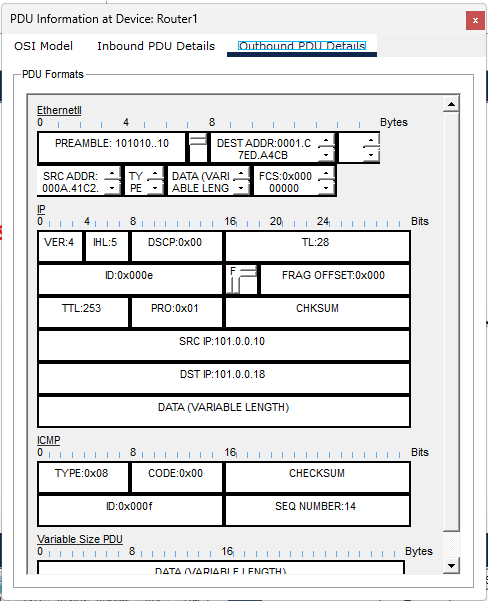 PDU Information at Device: Router1
x
OSI Model Inbound PDU Details Outbound PDU Details
PDU Formats
EthernetII
0 4 8 Bytes
PREAMBLE: 101010..10 DEST ADDR:0001.C
7ED.A4CB
SRC ADDR: TY DATA (VARI FCS:0x000
000A.41C2. PE ABLE LENG 00000
IP
0 4 8 16 20 24 Bits
VER:4 IHL:5 DSCP:0x00 TL:28
ID:0x000e F FRAG OFFSET:0x000
TTL:253 PRO:0x01 CHKSUM
SRC IP:101.0.0.10
DST IP:101.0.0.18
DATA (VARIABLE LENGTH)
ICMP
0 8 16 Bits
TYPE:0x08 CODE:0x00 CHECKSUM
ID:0x000f SEQ NUMBER:14
Variable Size PDU
0 8 16 Bytes
DATA (VARIABLE LENGTH)